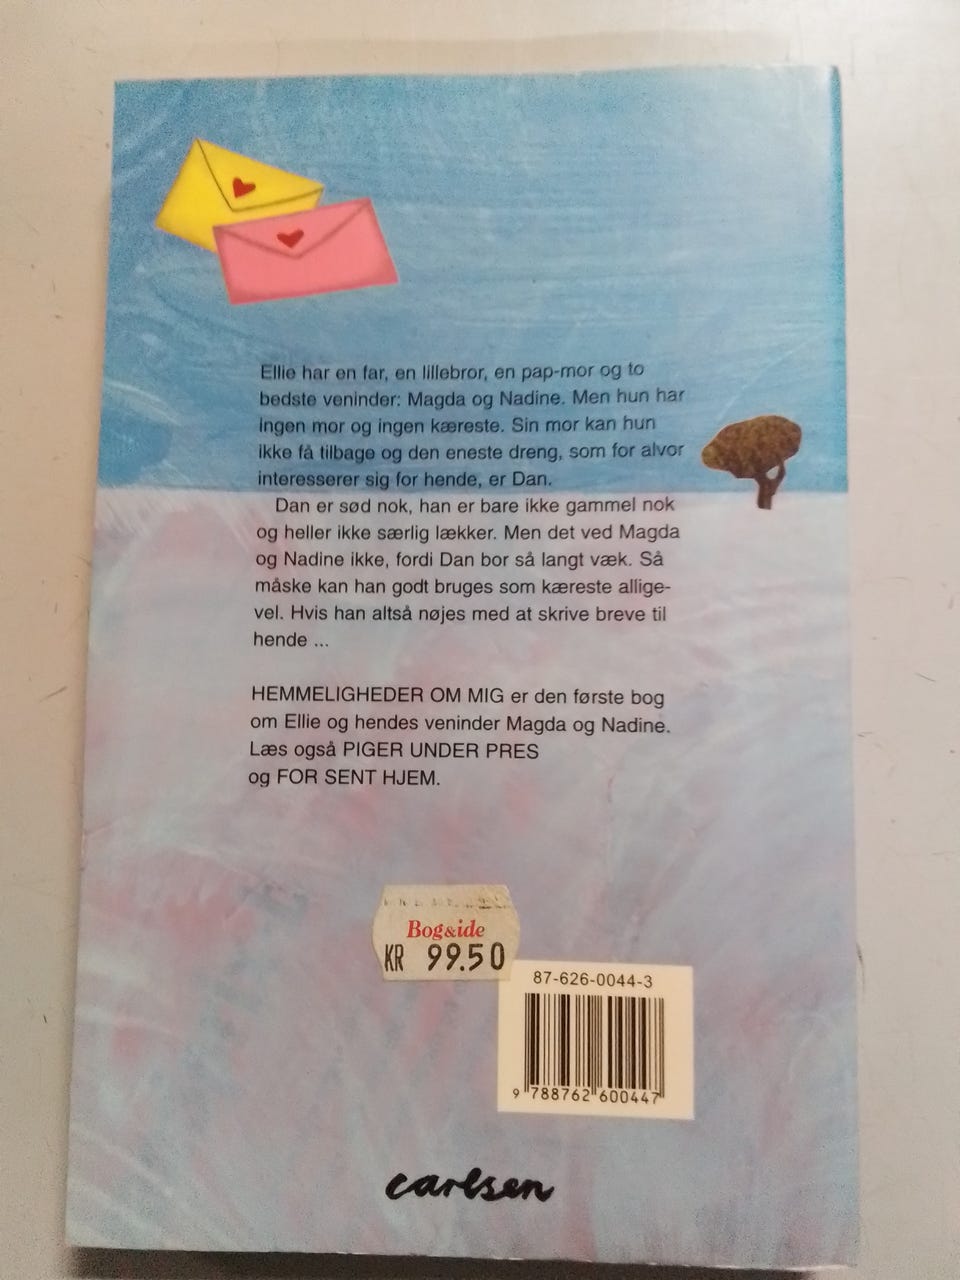 Ellie har en far, en lillebror, en pap-mor og to
bedste veninder: Magda og Nadine. Men hun har
ingen mor og ingen kæreste. Sin mor kan hun
ikke få tilbage og den eneste dreng, som for alvor
interesserer sig for hende, er Dan.
Dan er sød nok, han er bare ikke gammel nok
og heller ikke særlig lækker. Men det ved Magda
og Nadine ikke, fordi Dan bor så langt væk. Så
måske kan han godt bruges som kæreste allige-
vel. Hvis han altså nøjes med at skrive breve til
hende ...
HEMMELIGHEDER OM MIG er den første bog
om Ellie og hendes veninder Magda og Nadine.
Læs også PIGER UNDER PRES
og FOR SENT HJEM.
Bog&ide
KR 99.50
87-626-0044-3
9 788762 600447
carlsen